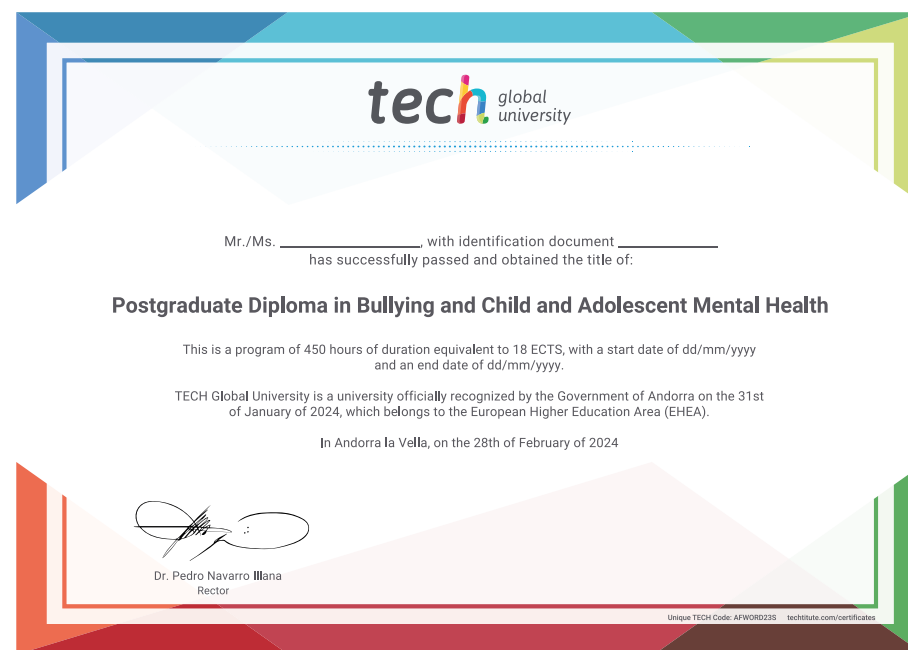 tech global university
Mr./Ms. ____________, with identification document ____________
has successfully passed and obtained the title of:
Postgraduate Diploma in Bullying and Child and Adolescent Mental Health
This is a program of 450 hours of duration equivalent to 18 ECTS, with a start date of dd/mm/yyyy
and an end date of dd/mm/yyyy.
TECH Global University is a university officially recognized by the Government of Andorra on the 31st
of January of 2024, which belongs to the European Higher Education Area (EHEA).
In Andorra la Vella, on the 28th of February of 2024
Dr. Pedro Navarro Illana
Rector
Unique TECH Code: AFWORD23S techtitute.com/certificates